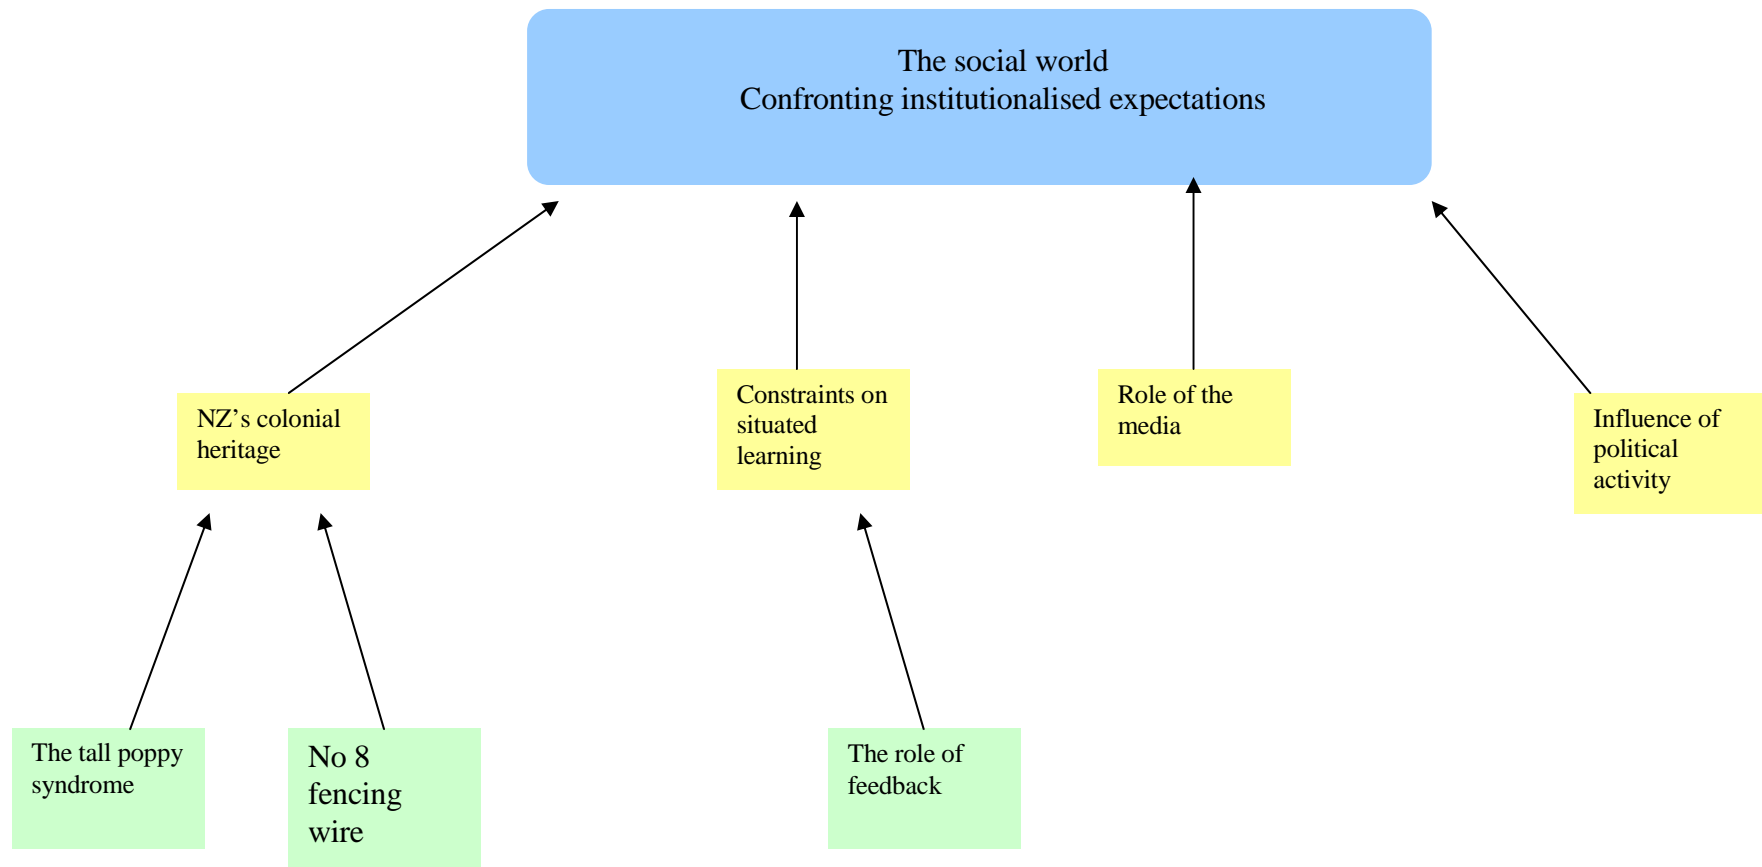 The social world
Confronting institutionalised expectations
NZ’s colonial
heritage
Constraints on
situated
learning
Role of the
media
Influence of
political
activity
The tall poppy
syndrome
No 8
fencing
wire
The role of
feedback